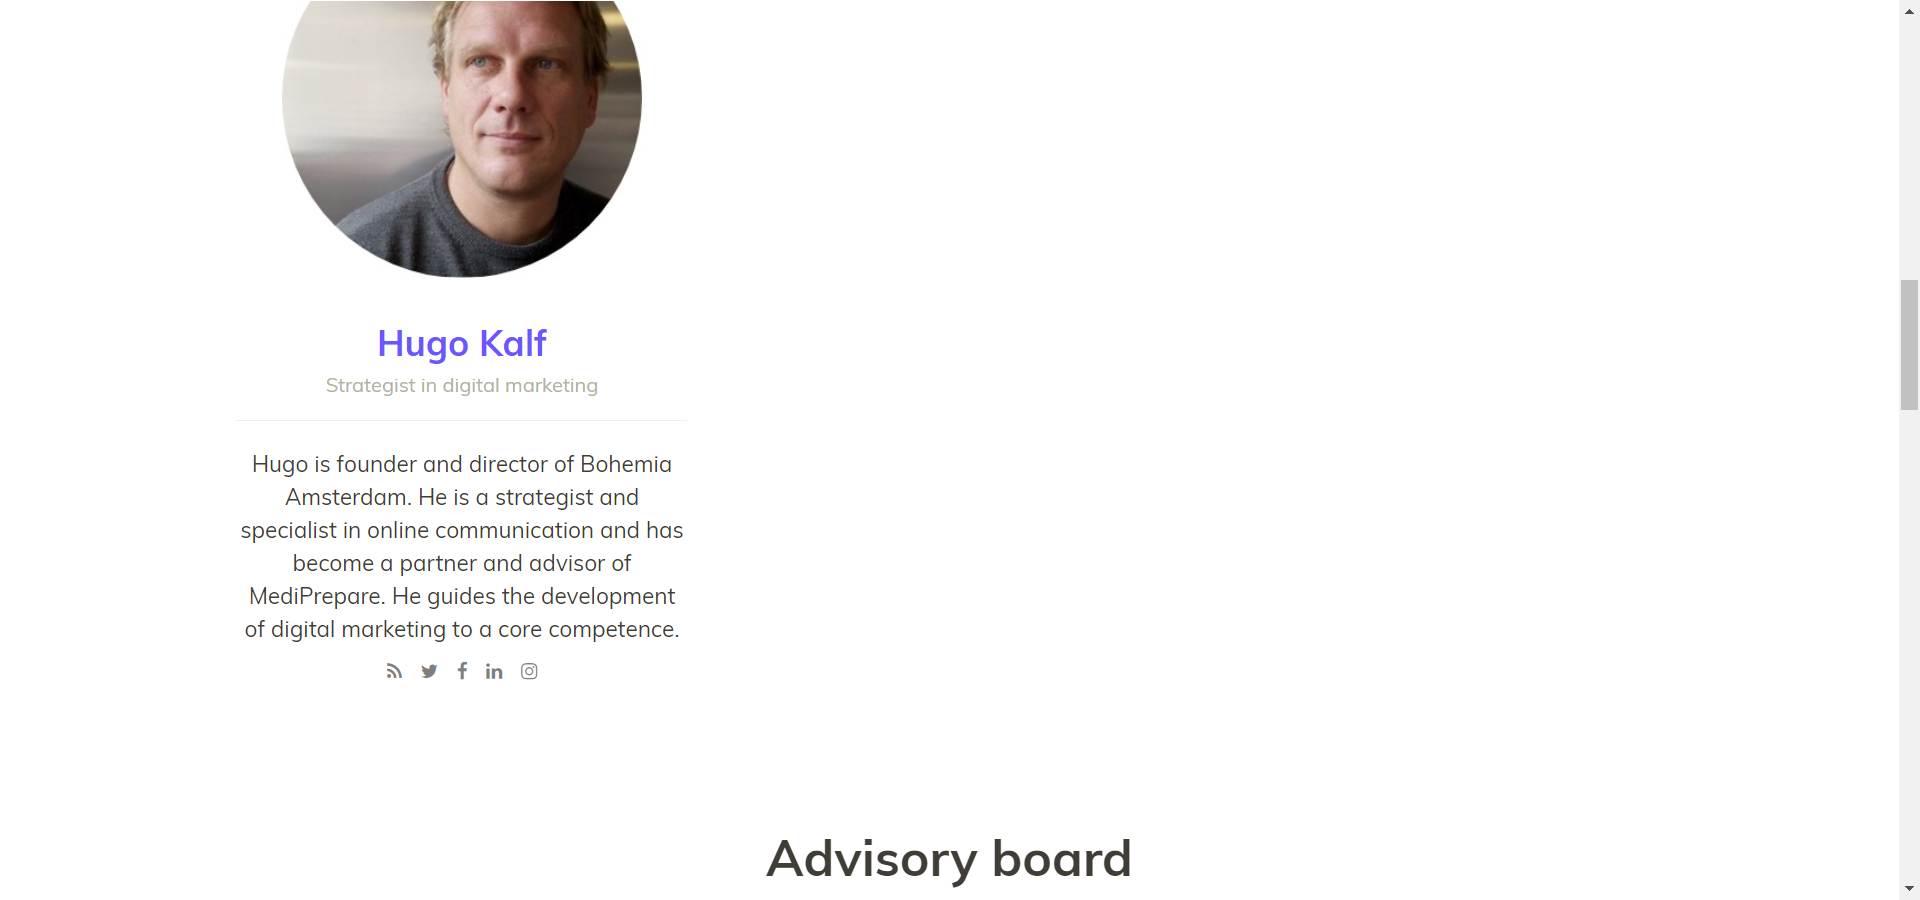 Hugo Kalf
Strategist in digital marketing
Hugo is founder and director of Bohemia
Amsterdam. He is a strategist and
specialist in online communication and has
become a partner and advisor of
MediPrepare. He guides the development
of digital marketing to a core competence.
Advisory board